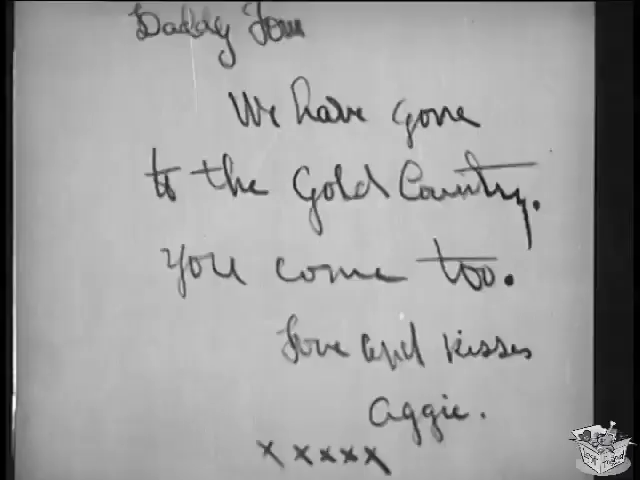 Daddy Tom
We have gone
to the Gold Country.
You come too.
Love and kisses
Aggie.
xxxxx